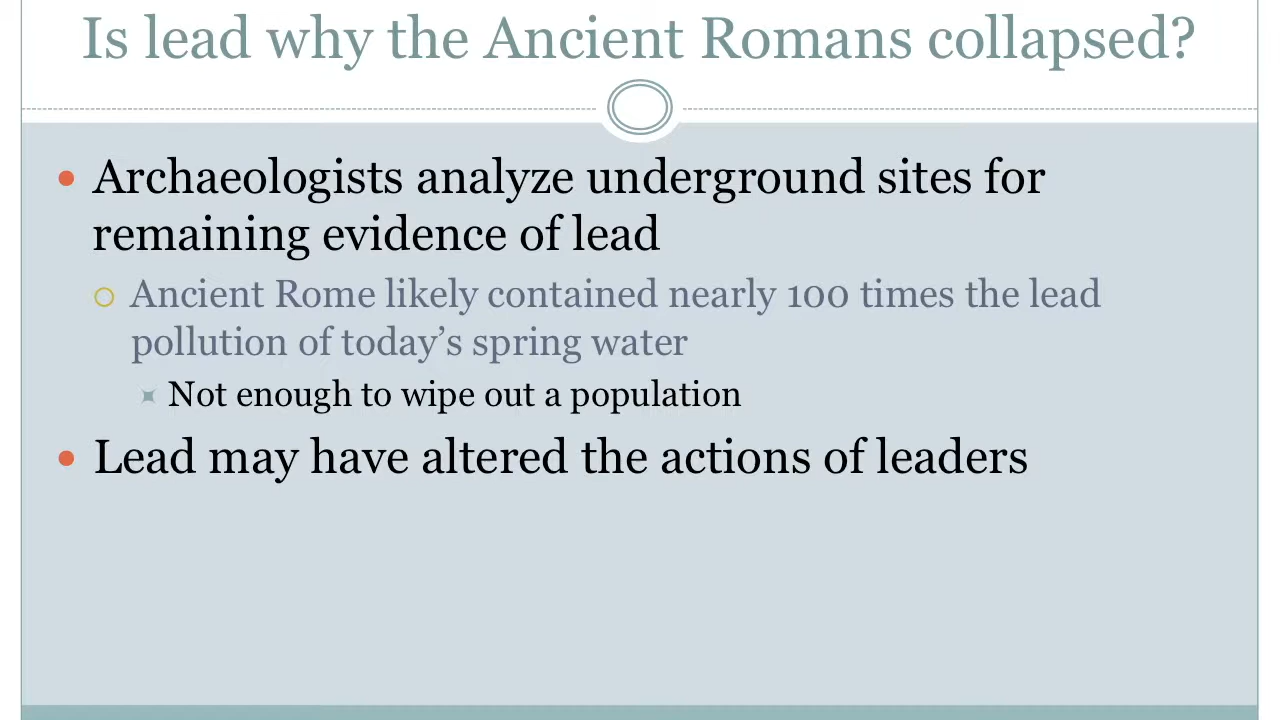 Is lead why the Ancient Romans collapsed?
Archaeologists analyze underground sites for
remaining evidence of lead
Ancient Rome likely contained nearly 100 times the lead
pollution of today’s spring water
Not enough to wipe out a population
Lead may have altered the actions of leaders